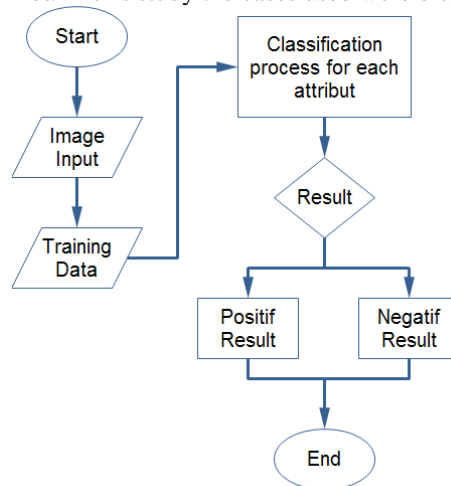 Start
Image
Input
Training
Data
Classification
process for each
attribut
Result
Positif
Result
Negatif
Result
End